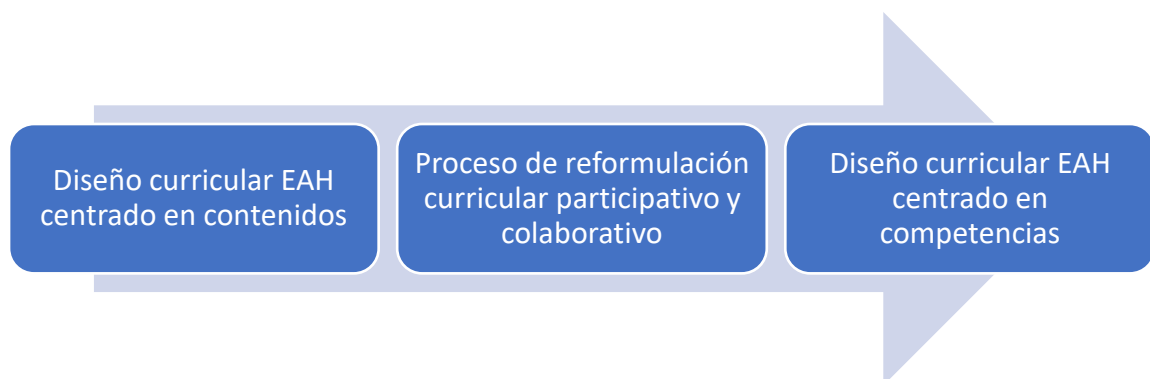 Diseño curricular EAH
centrado en contenidos
Proceso de reformulación
curricular participativo y
colaborativo
Diseño curricular EAH
centrado en
competencias